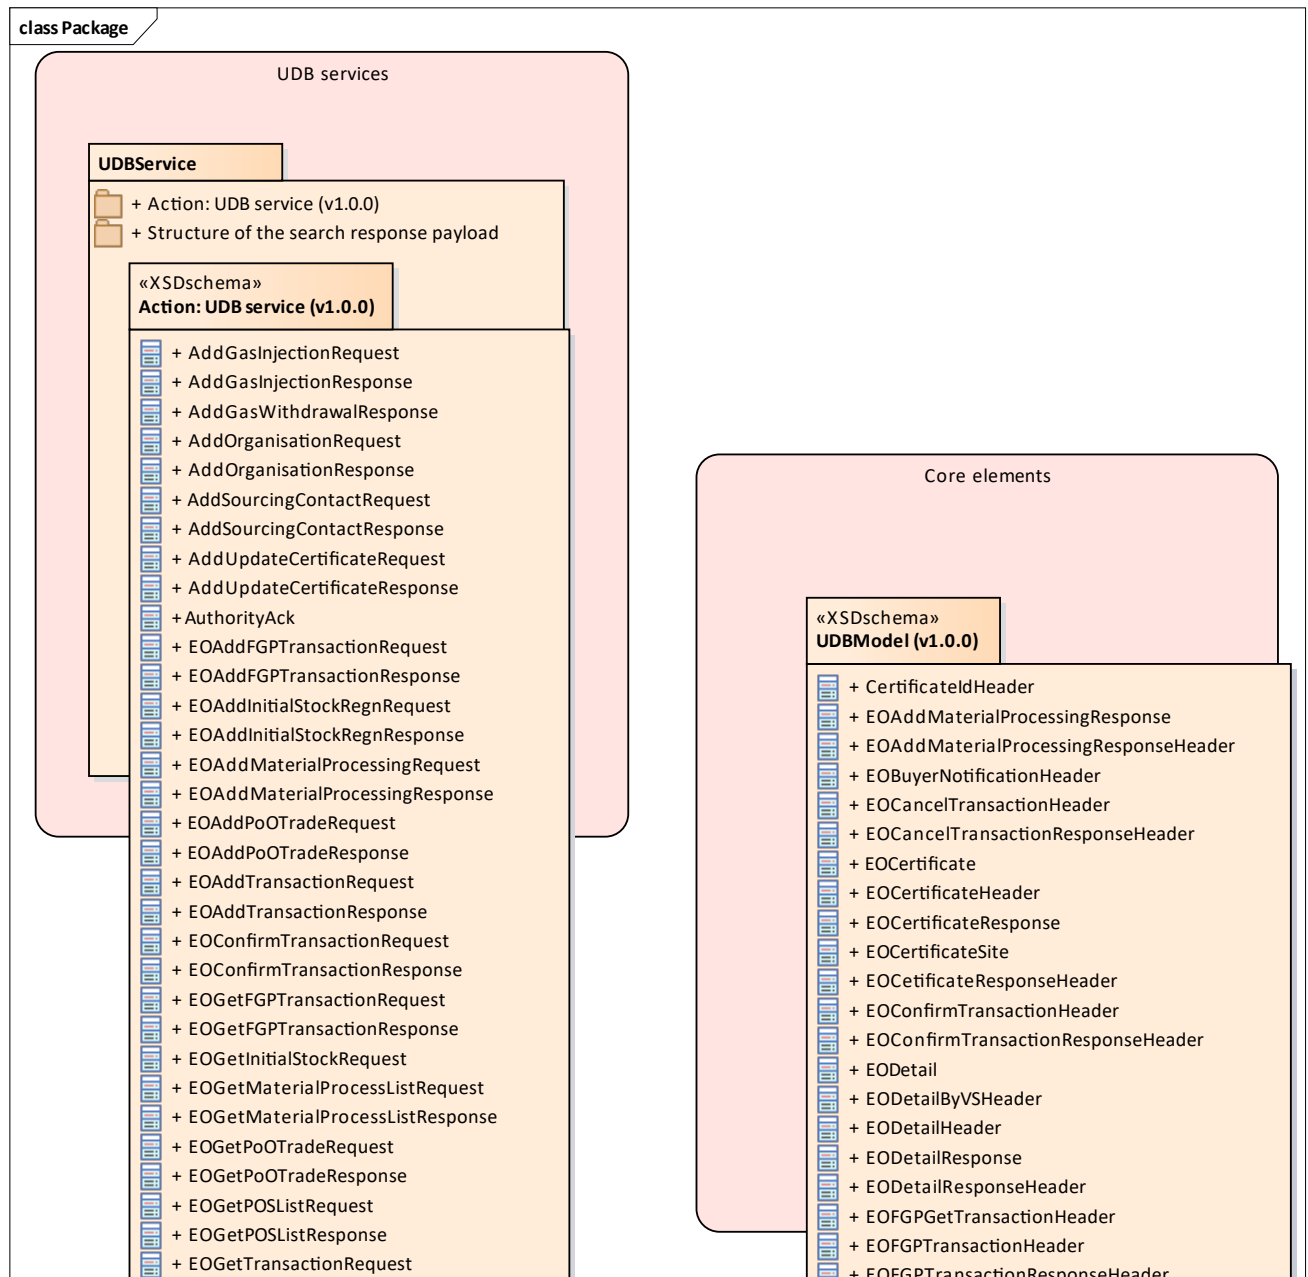 class Package
UDB services
UDBService
+ Action: UDB service (v1.0.0)
+ Structure of the search response payload
«XSDschema»
Action: UDB service (v1.0.0)
+ AddGasInjectionRequest
+ AddGasInjectionResponse
+ AddGasWithdrawalResponse
+ AddOrganisationRequest
+ AddOrganisationResponse
+ AddSourcingContactRequest
+ AddSourcingContactResponse
+ AddUpdateCertificateRequest
+ AddUpdateCertificateResponse
+ AuthorityAck
+ EOAddFGPTransactionRequest
+ EOAddFGPTransactionResponse
+ EOAddInitialStockRegnRequest
+ EOAddInitialStockRegnResponse
+ EOAddMaterialProcessingRequest
+ EOAddMaterialProcessingResponse
+ EOAddPoOTradeRequest
+ EOAddPoOTradeResponse
+ EOAddTransactionRequest
+ EOAddTransactionResponse
+ EOConfirmTransactionRequest
+ EOConfirmTransactionResponse
+ EOGetFGPTransactionRequest
+ EOGetFGPTransactionResponse
+ EOGetInitialStockRequest
+ EOGetMaterialProcessListRequest
+ EOGetMaterialProcessListResponse
+ EOGetPoOTradeRequest
+ EOGetPoOTradeResponse
+ EOGetPOSListRequest
+ EOGetPOSListResponse
+ EOGetTransactionRequest
Core elements
«XSDschema»
UDBModel (v1.0.0)
+ CertificateIdHeader
+ EOAddMaterialProcessingResponse
+ EOAddMaterialProcessingResponseHeader
+ EOBuyerNotificationHeader
+ EOCancelTransactionHeader
+ EOCancelTransactionResponseHeader
+ EOCertificate
+ EOCertificateHeader
+ EOCertificateResponse
+ EOCertificateSite
+ EOCetificateResponseHeader
+ EOConfirmTransactionHeader
+ EOConfirmTransactionResponseHeader
+ EODetail
+ EODetailByVSHeader
+ EODetailHeader
+ EODetailResponse
+ EODetailResponseHeader
+ EOFGPGetTransactionHeader
+ EOFGPTransactionHeader
+ EOFGPTransactionResponseHeader